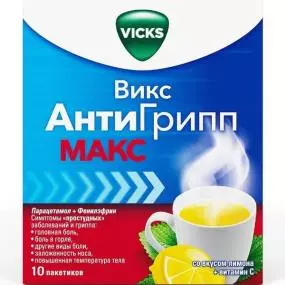 VICKS
Викс
АнтиГрипп
МАКС
Парацетамол + Фенилэфрин
Симптомы «простудных»
заболеваний и гриппа:
• головная боль,
• боль в горле,
• другие виды боли,
• заложенность носа,
• повышенная температура тела
10 пакетиков
со вкусом лимона
+ витамин С